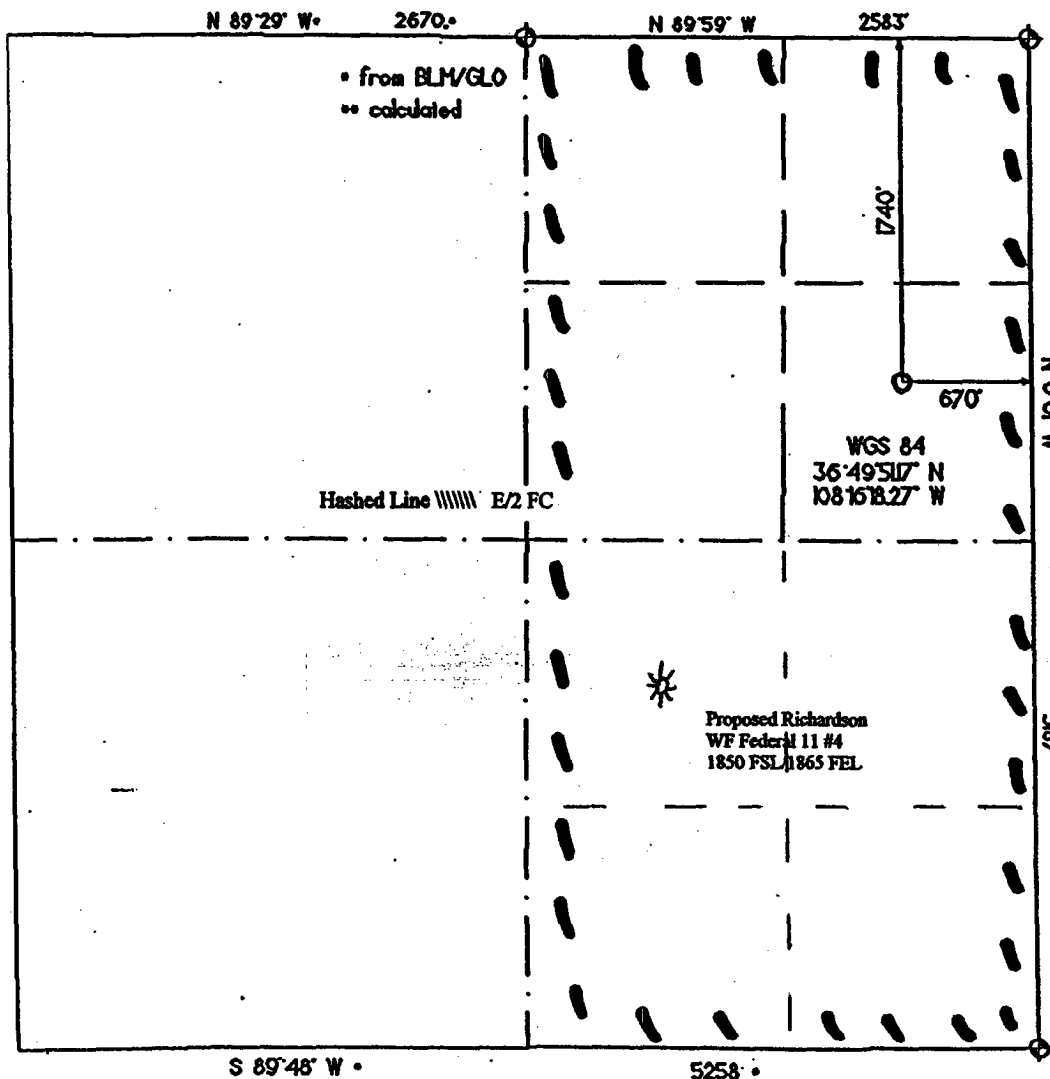 N 89°29' W*
2670.*
N 89°59' W
2583'
* from BLM/GLO
** calculated
1740'
670'
WGS 84
36°49'51.17" N
108°16'18.27" W
Hashed Line \\\\\\\ E/2 FC
Proposed Richardson
WF Federal 11 #4
1850 FSL/1865 FEL
S 89°48' W *
5258 *